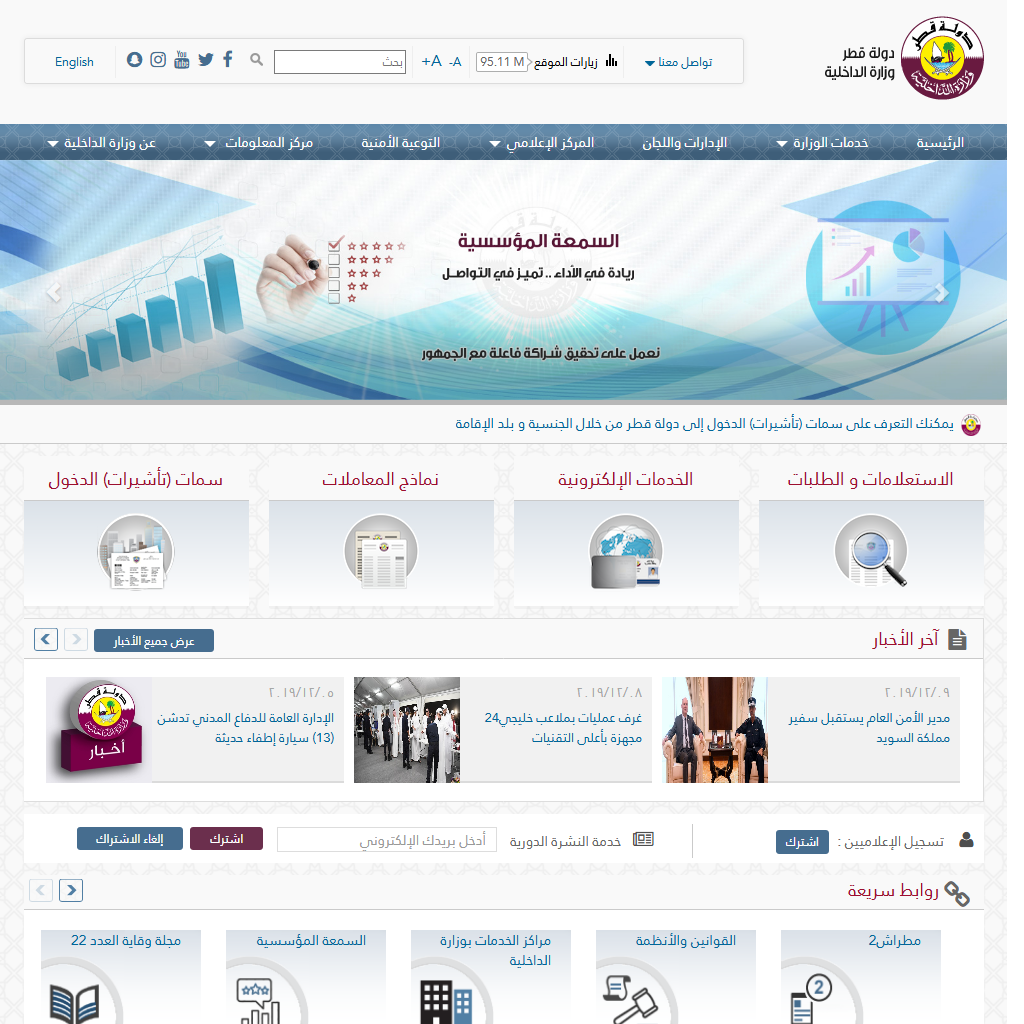 دولة قطر
وزارة الداخلية
تواصل معنا
زيارات الموقع
95.11 M
A-
A+
بحث
English
الرئيسية
خدمات الوزارة
الإدارات واللجان
المركز الإعلامي
التوعية الأمنية
مركز المعلومات
عن وزارة الداخلية
السمعة المؤسسية
ريادة في الأداء .. تميز في التواصل
نعمل على تحقيق شراكة فاعلة مع الجمهور
يمكنك التعرف على سمات (تأشيرات) الدخول إلى دولة قطر من خلال الجنسية و بلد الإقامة
الاستعلامات و الطلبات
الخدمات الإلكترونية
نماذج المعاملات
سمات (تأشيرات) الدخول
آخر الأخبار
عرض جميع الأخبار
٢٠١٩/١٢/٠٩
مدير الأمن العام يستقبل سفير
مملكة السويد
٢٠١٩/١٢/٠٨
غرف عمليات بملاعب خليجي24
مجهزة بأعلى التقنيات
٢٠١٩/١٢/٠٥
الإدارة العامة للدفاع المدني تدشن
(13) سيارة إطفاء حديثة
دولة قطر
وزارة الداخلية
أخبار
تسجيل الإعلاميين :
اشترك
خدمة النشرة الدورية
أدخل بريدك الإلكتروني
اشترك
إلغاء الاشتراك
روابط سريعة
مطراش2
القوانين والأنظمة
مراكز الخدمات بوزارة
الداخلية
السمعة المؤسسية
مجلة وقاية العدد 22
2